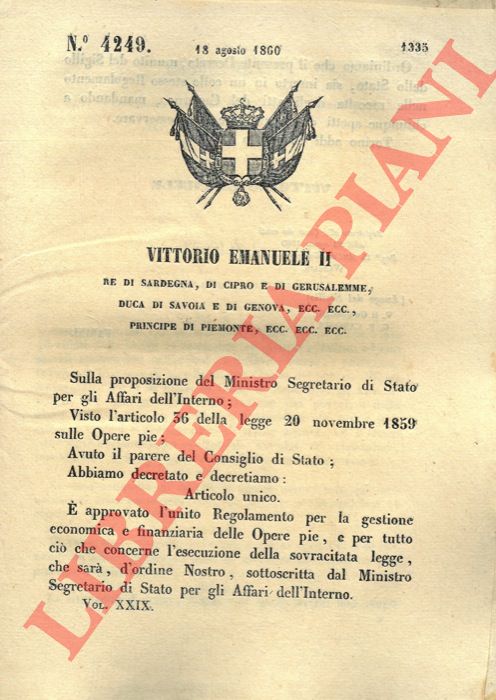 N.º 4249.
18 agosto 1860
1335
VITTORIO EMANUELE II
RE DI SARDEGNA, DI CIPRO E DI GERUSALEMME,
DUCA DI SAVOIA E DI GENOVA, ECC. ECC.,
PRINCIPE DI PIEMONTE, ECC. ECC. ECC.
Sulla proposizione del Ministro Segretario di Stato
per gli Affari dell'Interno;
Visto l'articolo 36 della legge 20 novembre 1859
sulle Opere pie;
Avuto il parere del Consiglio di Stato;
Abbiamo decretato e decretiamo:
Articolo unico.
È approvato l'unito Regolamento per la gestione
economica e finanziaria delle Opere pie, e per tutto
ciò che concerne l'esecuzione della sovracitata legge,
che sarà, d'ordine Nostro, sottoscritta dal Ministro
Segretario di Stato per gli Affari dell'Interno.
VOL. XXIX.
LIBRERIA PIANI